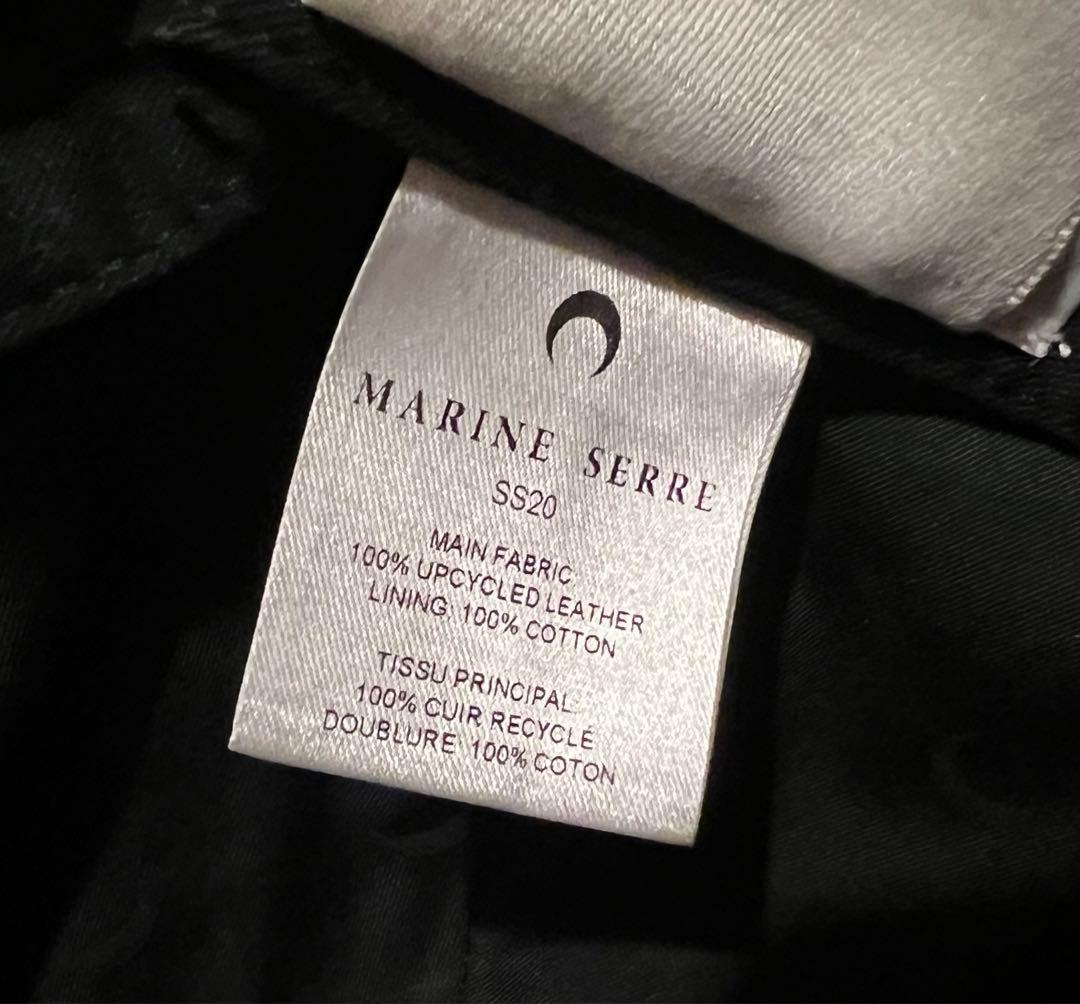 MARINE SERRE
SS20
MAIN FABRIC
100% UPCYCLED LEATHER
LINING: 100% COTTON
TISSU PRINCIPAL:
100% CUIR RECYCLÉ
DOUBLURE 100% COTON